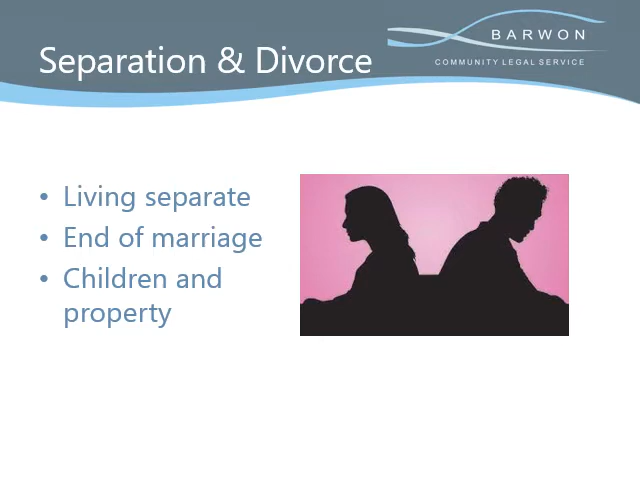 Separation & Divorce
BARWON
COMMUNITY LEGAL SERVICE
• Living separate
• End of marriage
• Children and
property